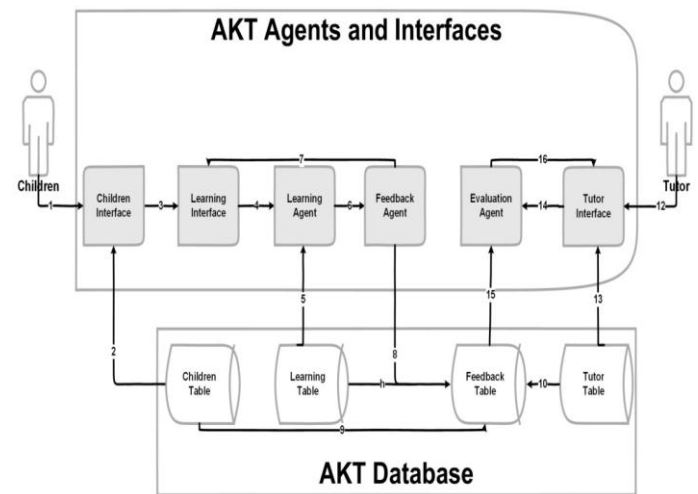 AKT Agents and Interfaces
Children
Tutor
7
16
Children
Interface
Learning
Interface
Learning
Agent
Feedback
Agent
Evaluation
Agent
Tutor
Interface
1
3
4
6
14
12
2
5
8
15
13
Children
Table
Learning
Table
Feedback
Table
Tutor
Table
h
10
9
AKT Database